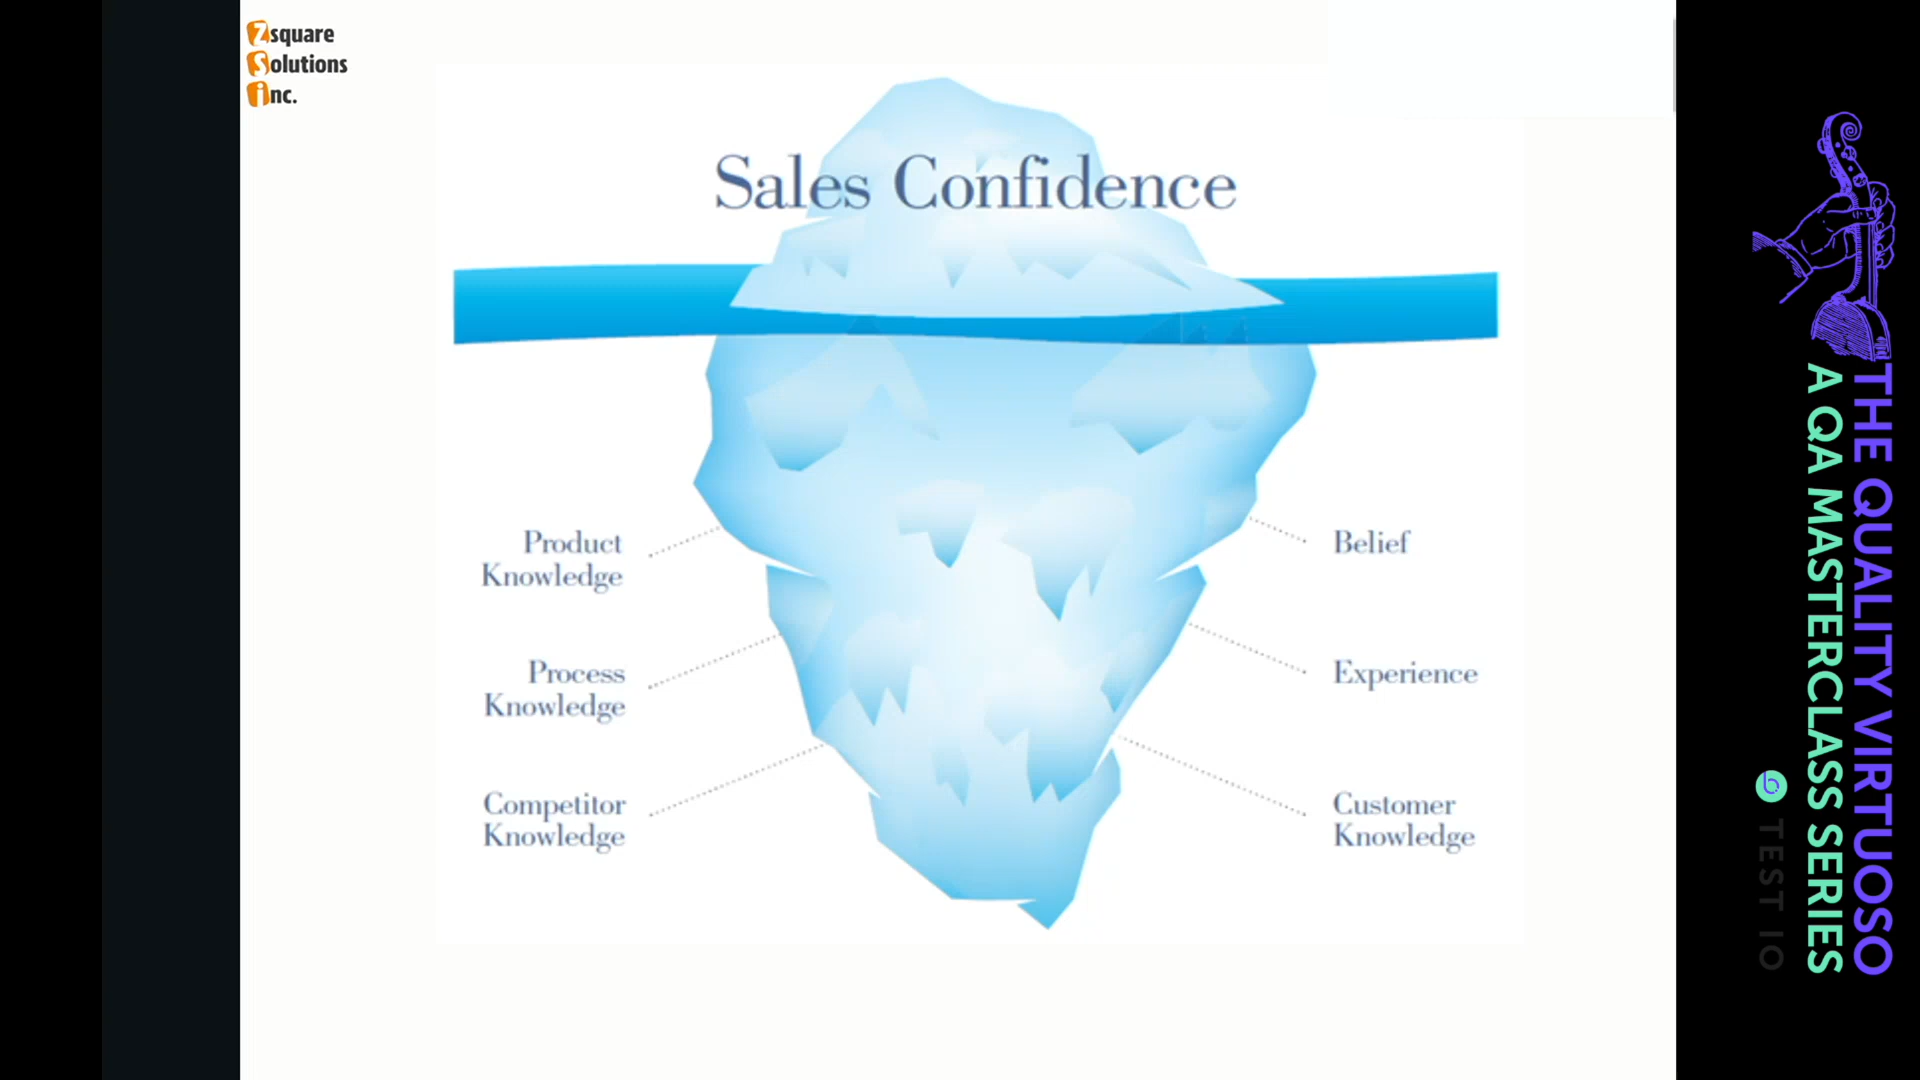 Zsquare
Solutions
inc.
Sales Confidence
Product
Knowledge
Process
Knowledge
Competitor
Knowledge
Belief
Experience
Customer
Knowledge
THE QUALITY VIRTUOSO
A QA MASTERCLASS SERIES
TEST IO